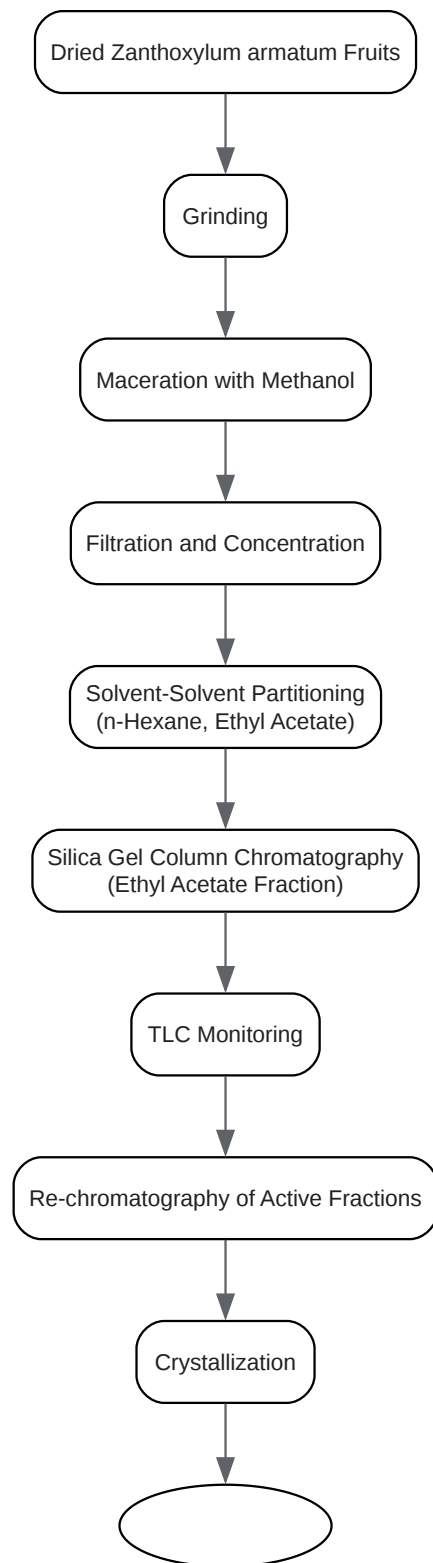 Dried Zanthoxylum armatum Fruits
Grinding
Maceration with Methanol
Filtration and Concentration
Solvent-Solvent Partitioning
(n-Hexane, Ethyl Acetate)
Silica Gel Column Chromatography
(Ethyl Acetate Fraction)
TLC Monitoring
Re-chromatography of Active Fractions
Crystallization